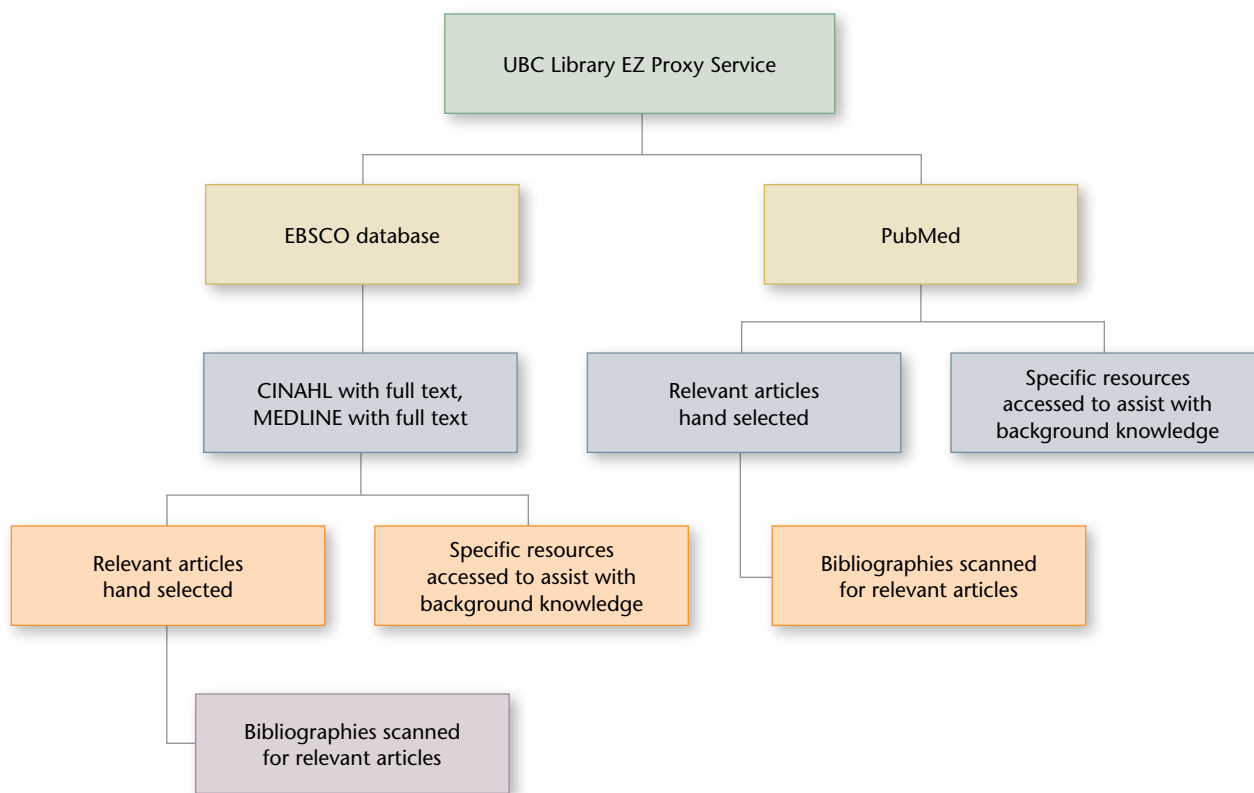 UBC Library EZ Proxy Service
EBSCO database
PubMed
CINAHL with full text,
MEDLINE with full text
Relevant articles
hand selected
Specific resources
accessed to assist with
background knowledge
Relevant articles
hand selected
Specific resources
accessed to assist with
background knowledge
Bibliographies scanned
for relevant articles
Bibliographies scanned
for relevant articles